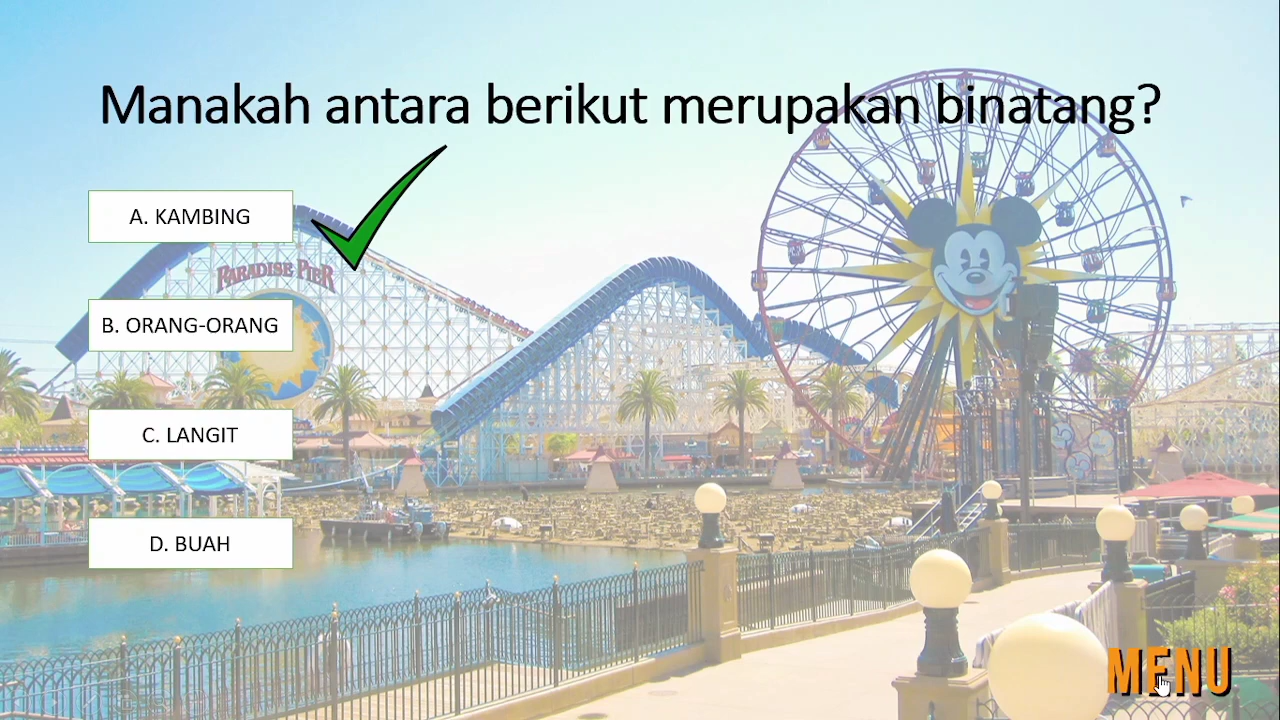 Manakah antara berikut merupakan binatang?
A. KAMBING
PARADISE PIER
B. ORANG-ORANG
C. LANGIT
D. BUAH
MENU